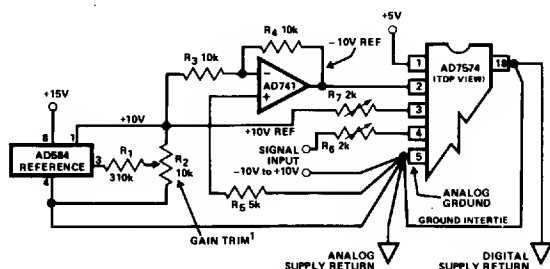 R4 10k
R3 10k
-10V REF
+5V
AD7574
(TOP VIEW)
18
1
AD741
2
+15V
R7 2k
+10V
3
+10V REF
8
1
R6 2k
4
SIGNAL
INPUT
R1
R2
10k
310k
AD584
REFERENCE
3
-10V to +10V
5
4
R5 5k
ANALOG
GROUND
GROUND INTERTIE
GAIN TRIM1
ANALOG
SUPPLY RETURN
DIGITAL
SUPPLY RETURN